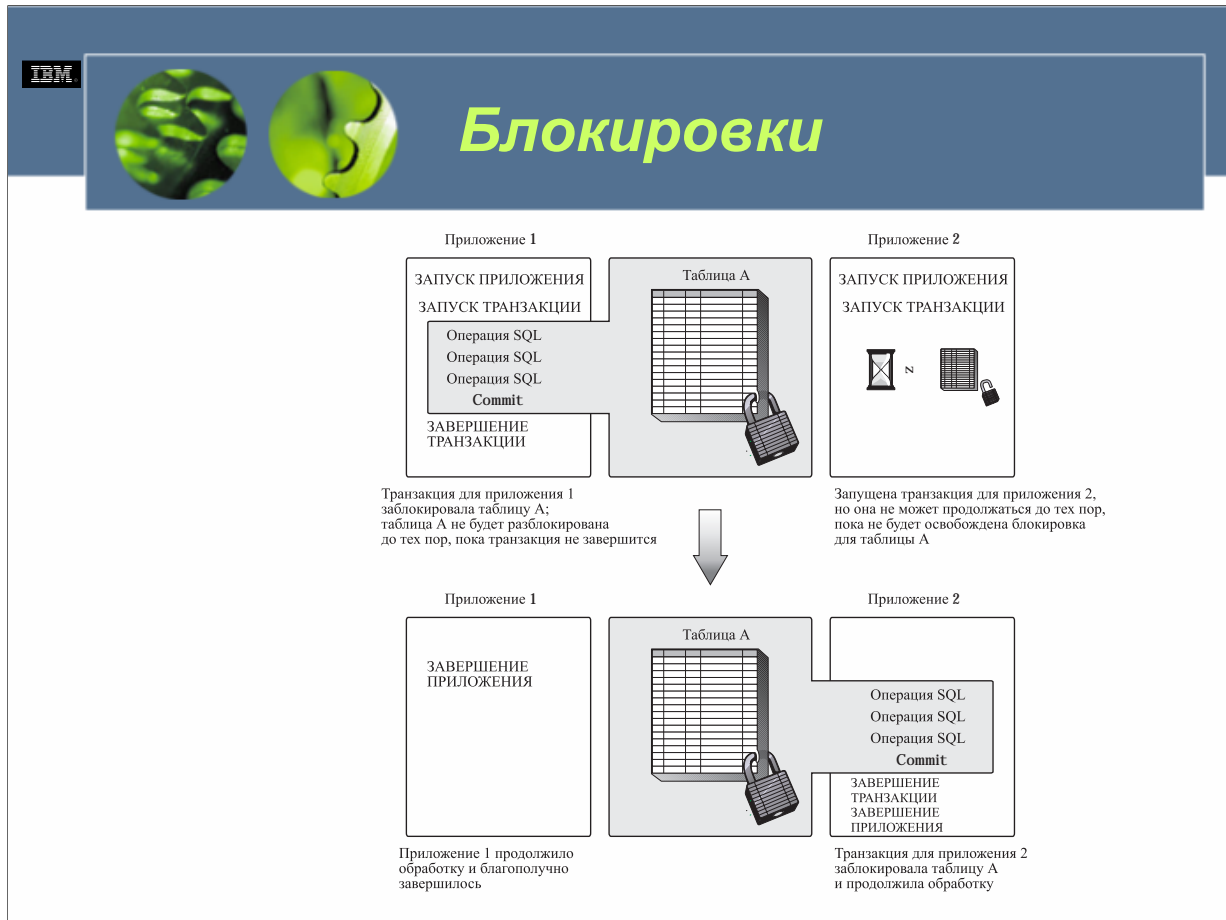 IBM
Блокировки
Приложение 1
Приложение 2
ЗАПУСК ПРИЛОЖЕНИЯ
ЗАПУСК ТРАНЗАКЦИИ
Операция SQL
Операция SQL
Операция SQL
Commit
ЗАВЕРШЕНИЕ
ТРАНЗАКЦИИ
Таблица А
ЗАПУСК ПРИЛОЖЕНИЯ
ЗАПУСК ТРАНЗАКЦИИ
z
Транзакция для приложения 1
заблокировала таблицу А;
таблица А не будет разблокирована
до тех пор, пока транзакция не завершится
Запущена транзакция для приложения 2,
но она не может продолжаться до тех пор,
пока не будет освобождена блокировка
для таблицы А
Приложение 1
Приложение 2
ЗАВЕРШЕНИЕ
ПРИЛОЖЕНИЯ
Таблица А
Операция SQL
Операция SQL
Операция SQL
Commit
ЗАВЕРШЕНИЕ
ТРАНЗАКЦИИ
ЗАВЕРШЕНИЕ
ПРИЛОЖЕНИЯ
Приложение 1 продолжило
обработку и благополучно
завершилось
Транзакция для приложения 2
заблокировала таблицу А
и продолжила обработку